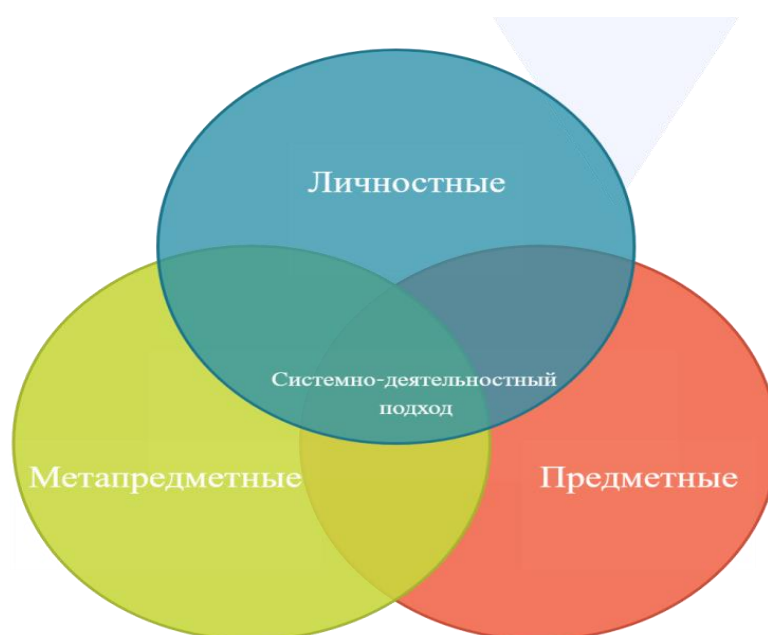 Личностные
Системно-деятельностный
подход
Метапредметные
Предметные